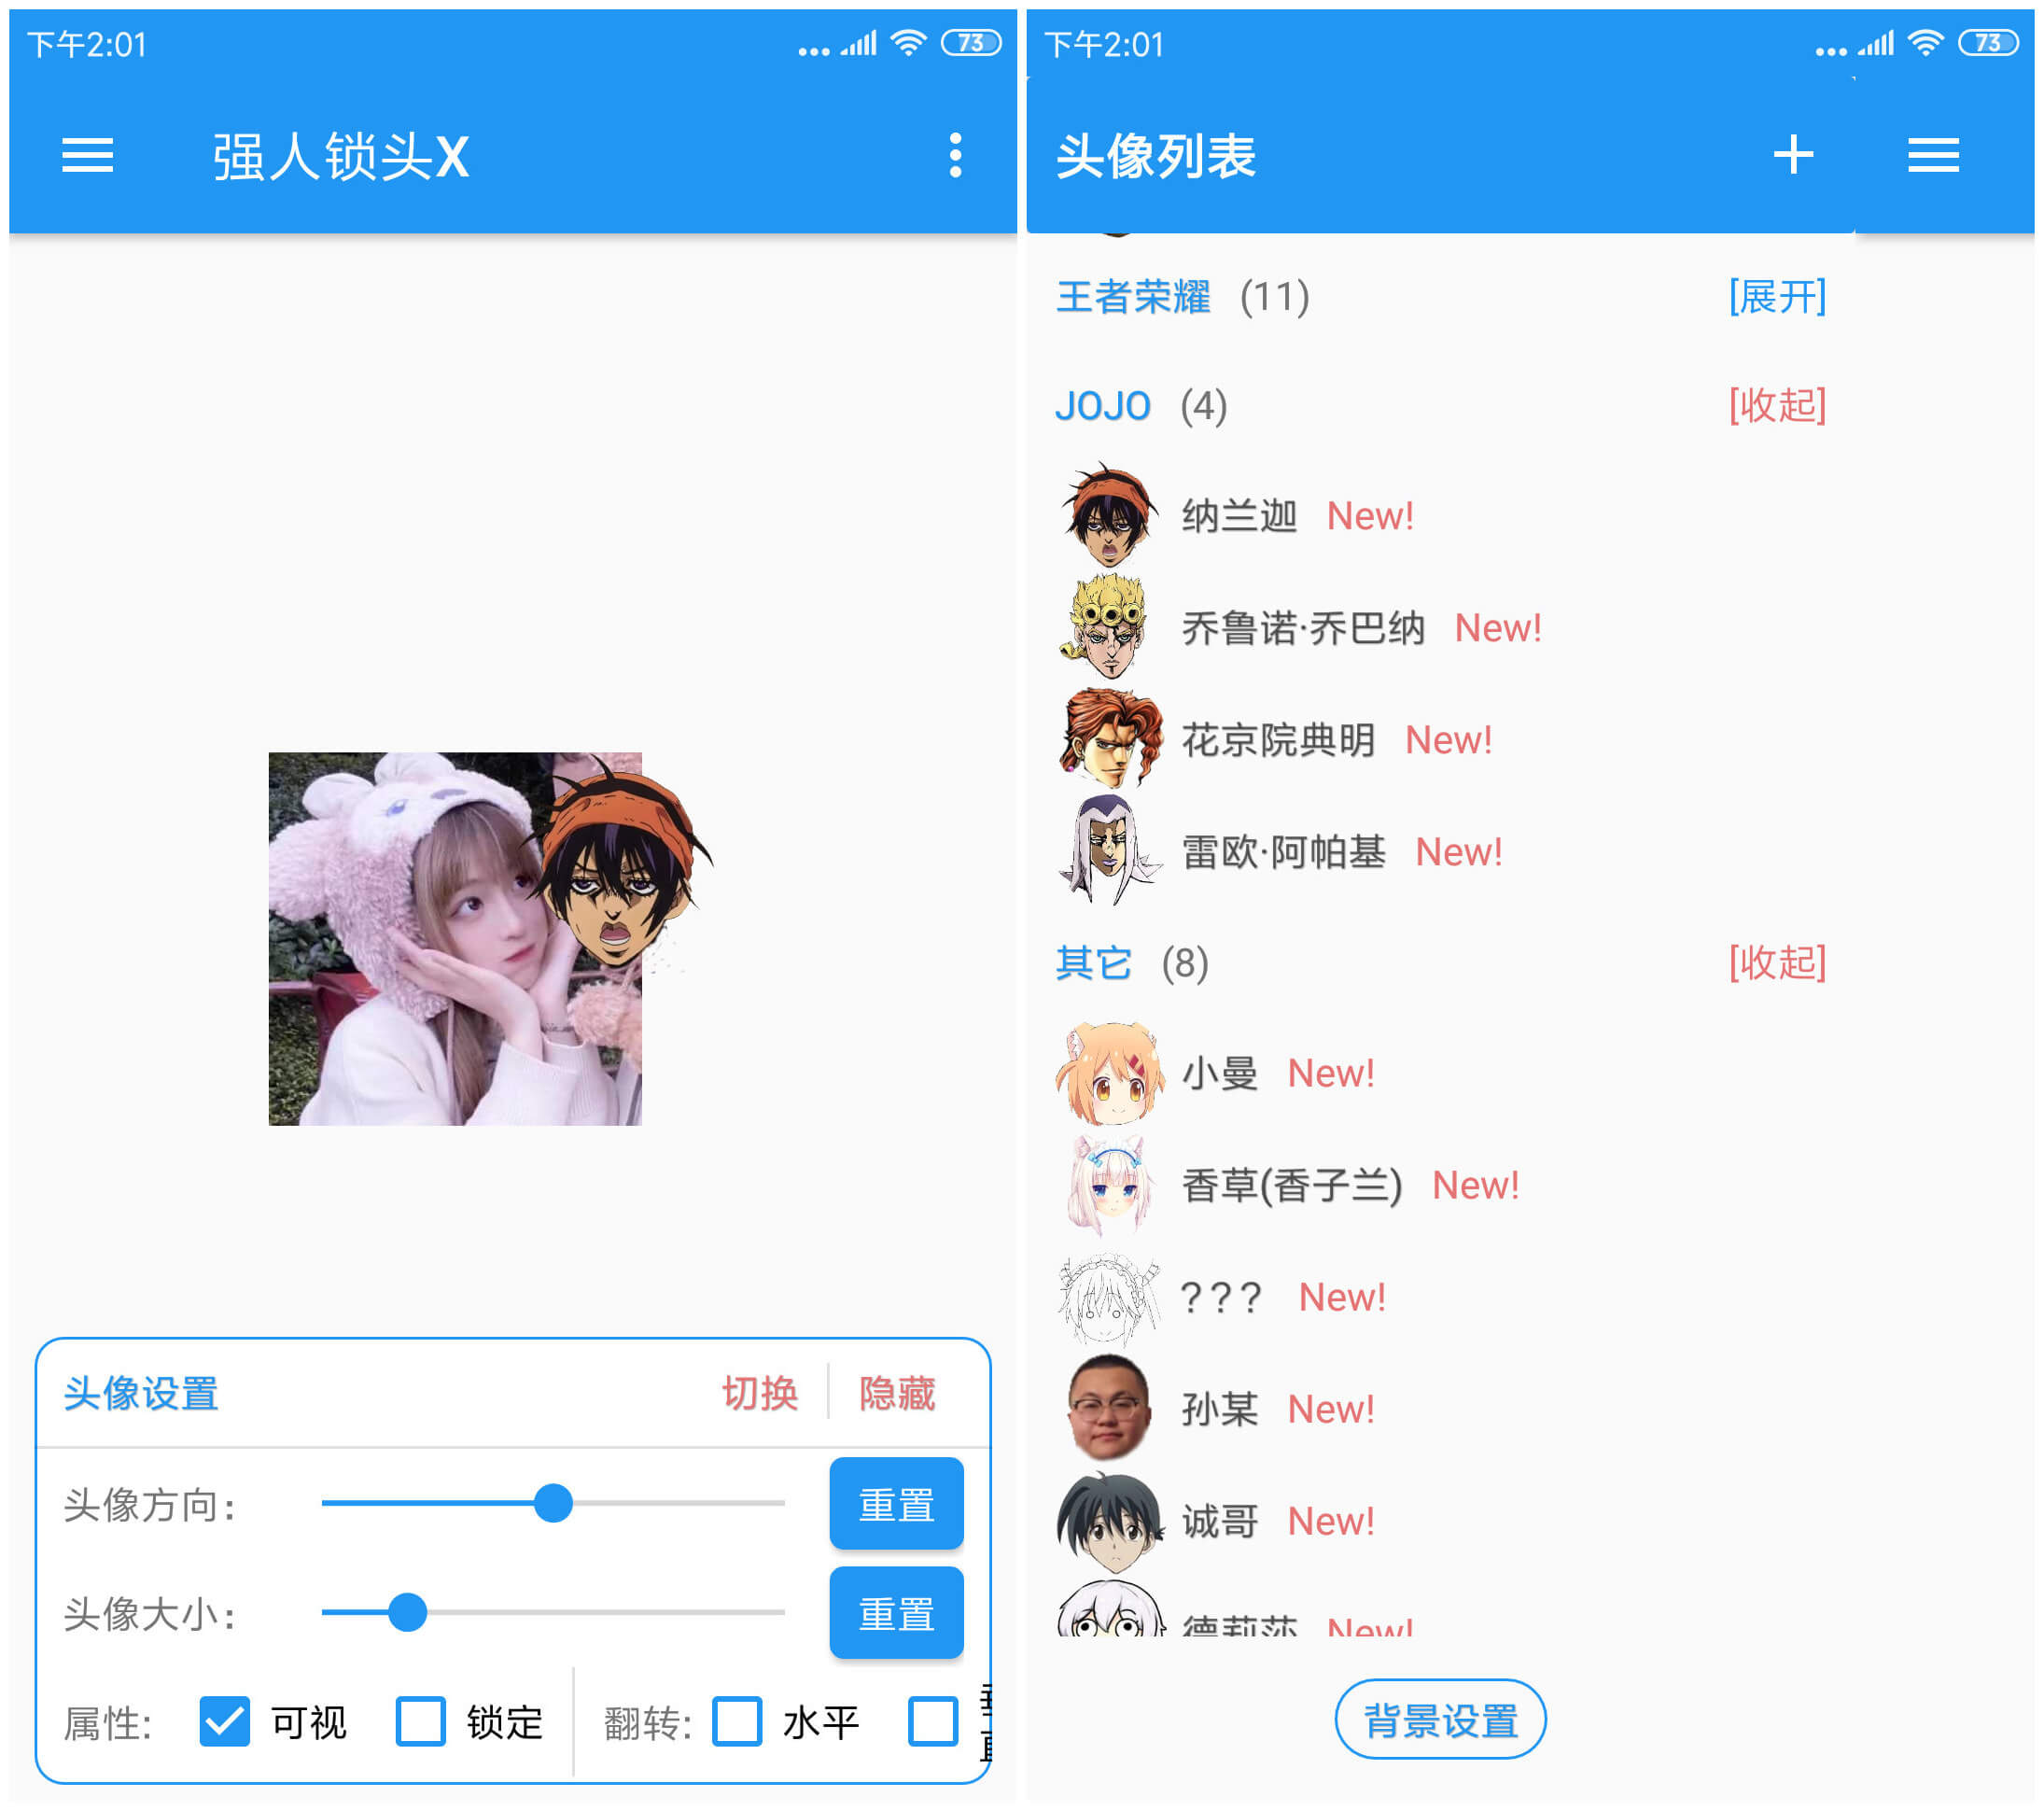 下午2:01
73
强人锁头X
头像设置 切换 隐藏
头像方向: 重置
头像大小: 重置
属性: 可视 锁定 翻转: 水平 垂直
下午2:01
73
头像列表 +
王者荣耀 (11) [展开]
JOJO (4) [收起]
纳兰迦 New!
乔鲁诺·乔巴纳 New!
花京院典明 New!
雷欧·阿帕基 New!
其它 (8) [收起]
小曼 New!
香草(香子兰) New!
??? New!
孙某 New!
诚哥 New!
德莉莎 New!
背景设置